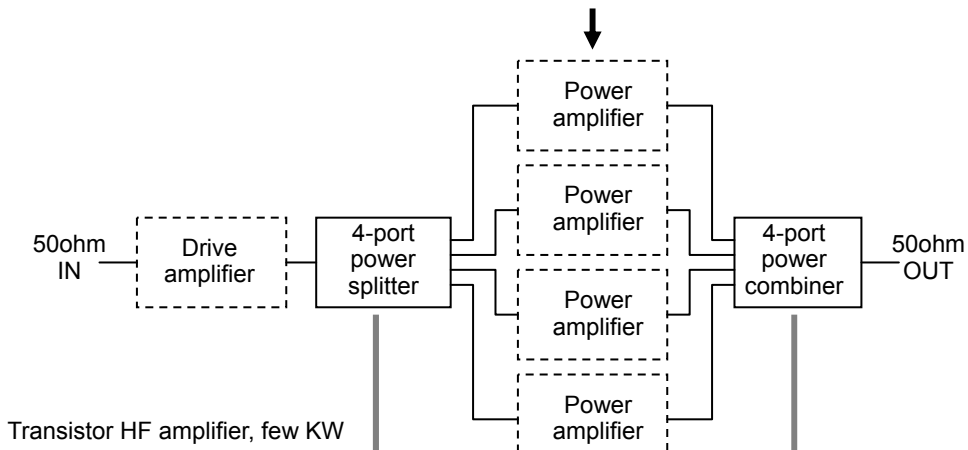 Power
amplifier
Power
amplifier
50ohm
IN
Drive
amplifier
4-port
power
splitter
4-port
power
combiner
50ohm
OUT
Power
amplifier
Power
amplifier
Transistor HF amplifier, few KW